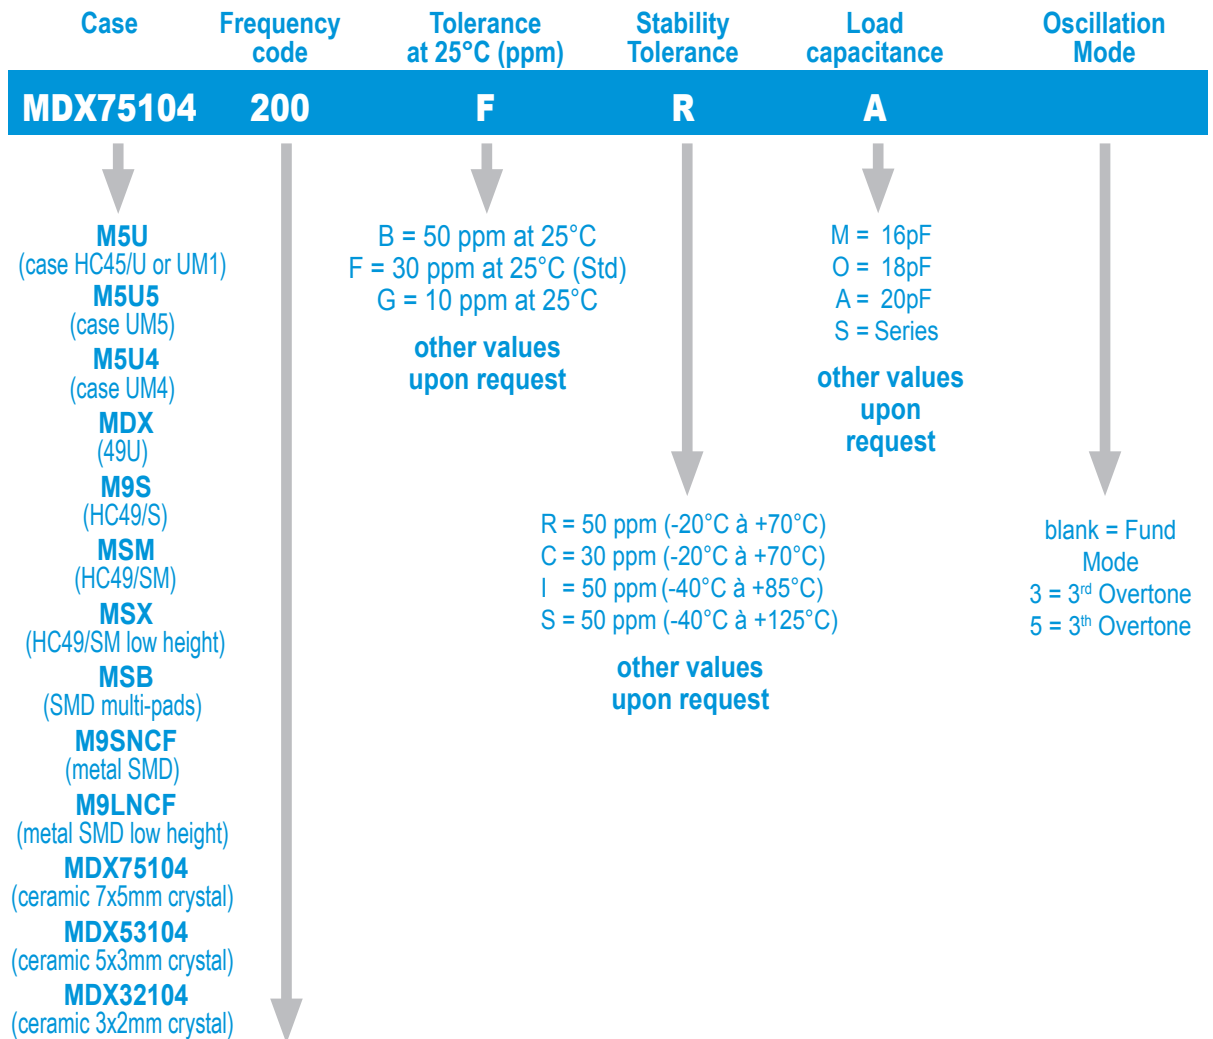 Case
Frequency
code
Tolerance
at 25°C (ppm)
Stability
Tolerance
Load
capacitance
Oscillation
Mode
MDX75104 200 F R A
M5U
(case HC45/U or UM1)
M5U5
(case UM5)
M5U4
(case UM4)
MDX
(49U)
M9S
(HC49/S)
MSM
(HC49/SM)
MSX
(HC49/SM low height)
MSB
(SMD multi-pads)
M9SNCF
(metal SMD)
M9LNCF
(metal SMD low height)
MDX75104
(ceramic 7x5mm crystal)
MDX53104
(ceramic 5x3mm crystal)
MDX32104
(ceramic 3x2mm crystal)
B = 50 ppm at 25°C
F = 30 ppm at 25°C (Std)
G = 10 ppm at 25°C
other values
upon request
R = 50 ppm (-20°C à +70°C)
C = 30 ppm (-20°C à +70°C)
I = 50 ppm (-40°C à +85°C)
S = 50 ppm (-40°C à +125°C)
other values
upon request
M = 16pF
O = 18pF
A = 20pF
S = Series
other values
upon
request
blank = Fund
Mode
3 = 3rd Overtone
5 = 3th Overtone